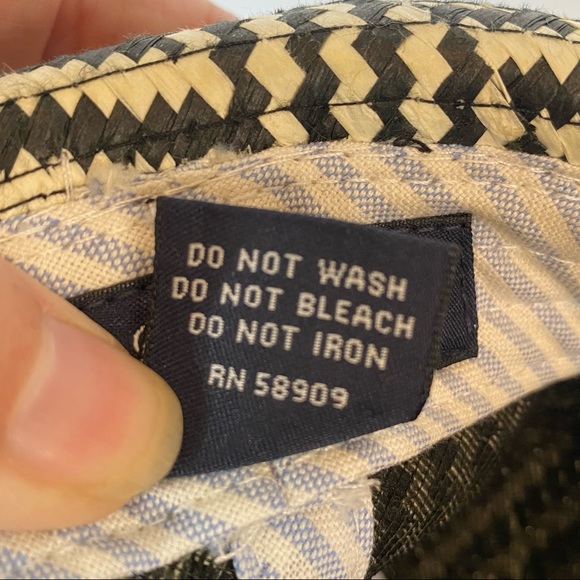 DO NOT WASH
DO NOT BLEACH
DO NOT IRON
RN 58909